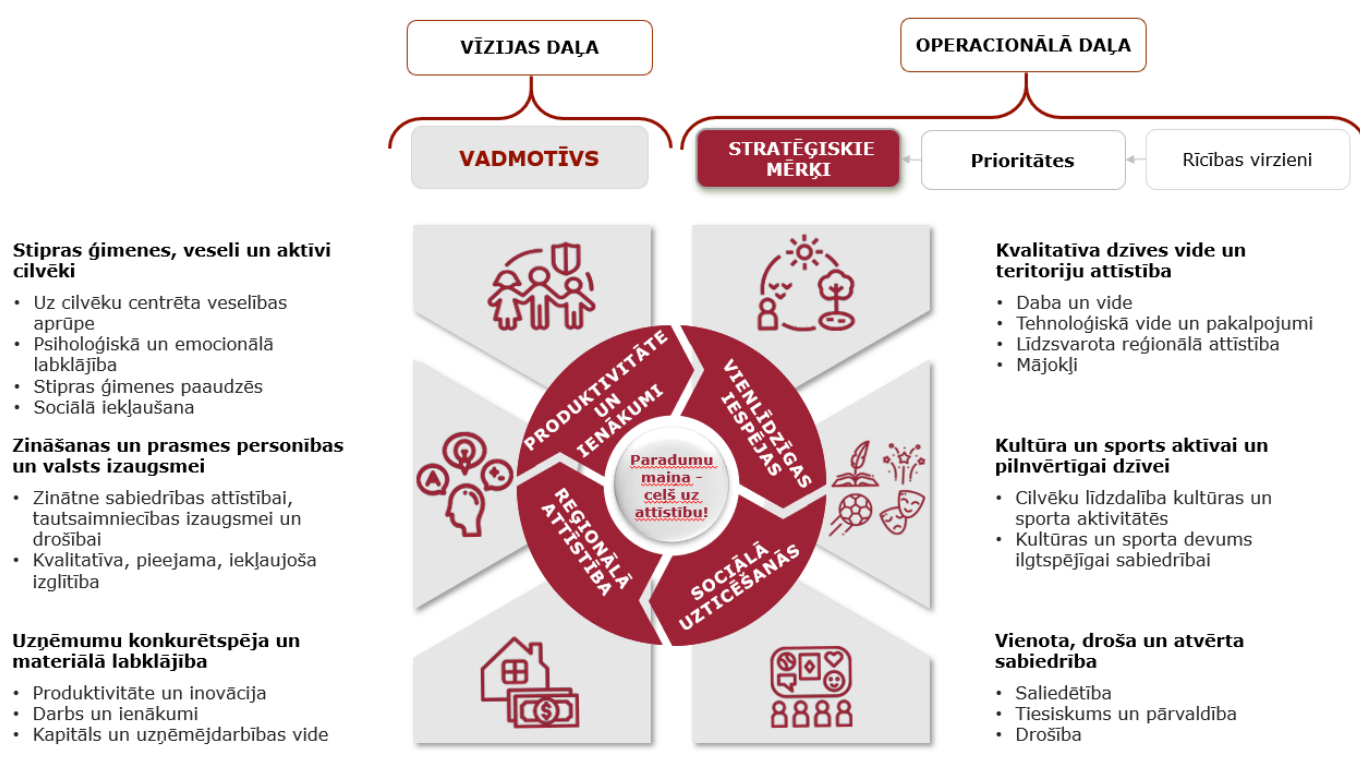 VĪZIJAS DAĻA
OPERACIONĀLĀ DAĻA
VADMOTĪVS
STRATĒĢISKIE
MĒRĶI
Prioritātes
Rīcības virzieni
Stipras ģimenes, veseli un aktīvi
cilvēki
• Uz cilvēku centrēta veselības
aprūpe
• Psiholoģiskā un emocionālā
labklājība
• Stipras ģimenes paaudzēs
• Sociālā iekļaušana
Zināšanas un prasmes personības
un valsts izaugsmei
• Zinātne sabiedrības attīstībai,
tautsaimniecības izaugsmei un
drošībai
• Kvalitatīva, pieejama, iekļaujoša
izglītība
Uzņēmumu konkurētspēja un
materiālā labklājība
• Produktivitāte un inovācija
• Darbs un ienākumi
• Kapitāls un uzņēmējdarbības vide
PRODUKTIVITĀTE
UN
IENĀKUMI
VIENLĪDZĪGAS
IESPĒJAS
REĢIONĀLĀ
ATTĪSTĪBA
SOCIĀLĀ
UZTICĒŠANĀS
Paradumu
maiņa -
ceļš uz
attīstību!
A
$
Kvalitatīva dzīves vide un
teritoriju attīstība
• Daba un vide
• Tehnoloģiskā vide un pakalpojumi
• Līdzsvarota reģionālā attīstība
• Mājokļi
Kultūra un sports aktīvai un
pilnvērtīgai dzīvei
• Cilvēku līdzdalība kultūras un
sporta aktivitātēs
• Kultūras un sporta devums
ilgtspējīgai sabiedrībai
Vienota, droša un atvērta
sabiedrība
• Saliedētība
• Tiesiskums un pārvaldība
• Drošība